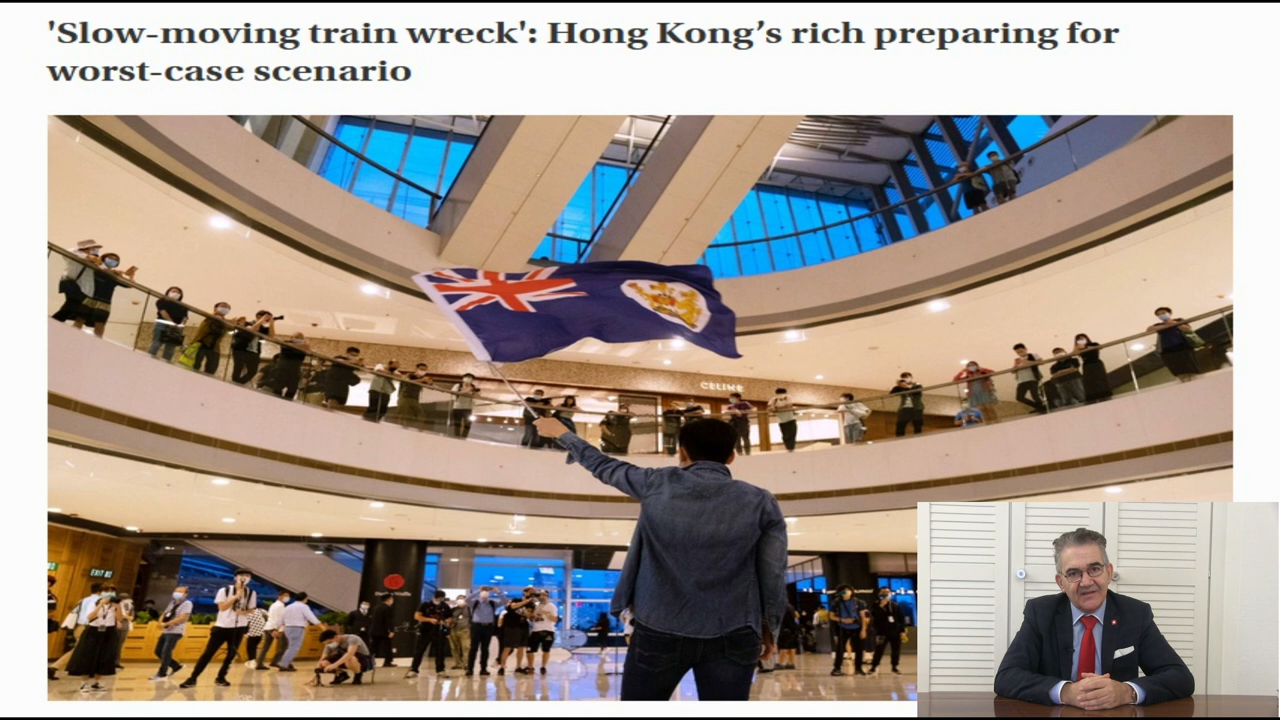 'Slow-moving train wreck': Hong Kong’s rich preparing for
worst-case scenario
CELINE